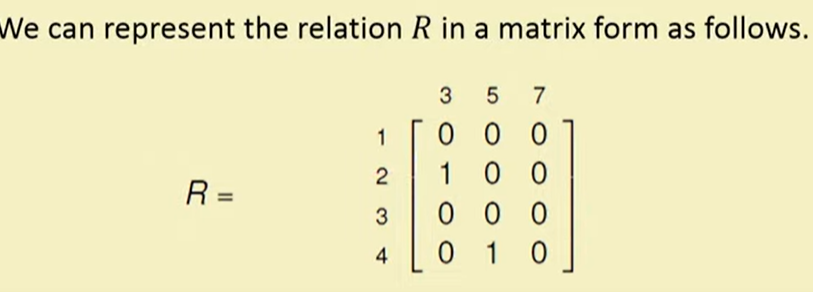 We can represent the relation R in a matrix form as follows.
3 5 7
1 0 0 0
2 1 0 0
R =
3 0 0 0
4 0 1 0